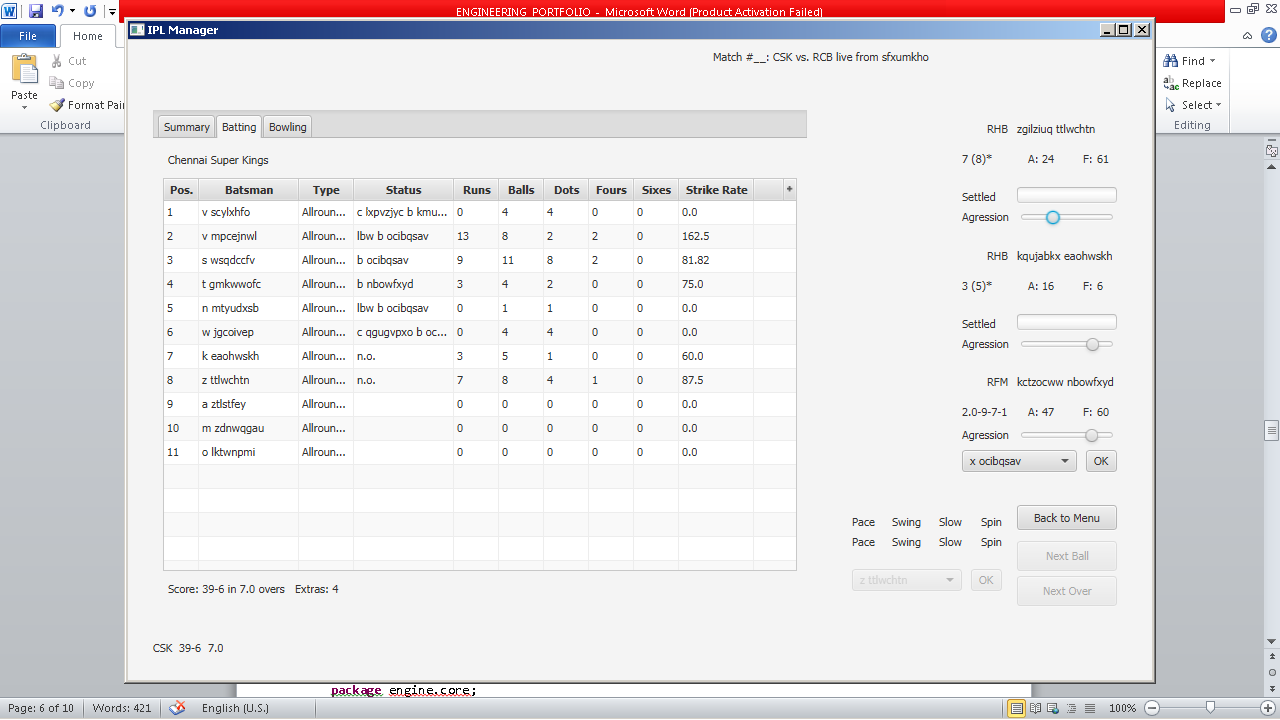 ENGINEERING PORTFOLIO - Microsoft Word (Product Activation Failed)
File Home
Paste
Cut
Copy
Format Pain
Clipboard
Find
Replace
Select
Editing
IPL Manager
Match #__: CSK vs. RCB live from sfxumkho
Summary Batting Bowling
Chennai Super Kings
Pos. Batsman Type Status Runs Balls Dots Fours Sixes Strike Rate +
1 v scylxhfo Allroun... c lxpvzjyc b kmu... 0 4 4 0 0 0.0
2 v mpcejnwl Allroun... lbw b ocibqsav 13 8 2 2 0 162.5
3 s wsqdccfv Allroun... b ocibqsav 9 11 8 2 0 81.82
4 t gmkwwofc Allroun... b nbowfxyd 3 4 2 0 0 75.0
5 n mtyudxsb Allroun... lbw b ocibqsav 0 1 1 0 0 0.0
6 w jgcoivep Allroun... c qgugvpxo b oc... 0 4 4 0 0 0.0
7 k eaohwskh Allroun... n.o. 3 5 1 0 0 60.0
8 z ttlwchtn Allroun... n.o. 7 8 4 1 0 87.5
9 a ztlstfey Allroun... 0 0 0 0 0 0.0
10 m zdnwqgau Allroun... 0 0 0 0 0 0.0
11 o lktwnpmi Allroun... 0 0 0 0 0 0.0
Score: 39-6 in 7.0 overs Extras: 4
CSK 39-6 7.0
RHB zgilziuq ttlwchtn
7 (8)* A: 24 F: 61
Settled
Agression
RHB kqujabkx eaohwskh
3 (5)* A: 16 F: 6
Settled
Agression
RFM kctzocww nbowfxyd
2.0-9-7-1 A: 47 F: 60
Agression
x ocibqsav OK
Pace Swing Slow Spin
Pace Swing Slow Spin
z ttlwchtn OK
Back to Menu
Next Ball
Next Over
package engine.core;
Page: 6 of 10 Words: 421 English (U.S.) 100%